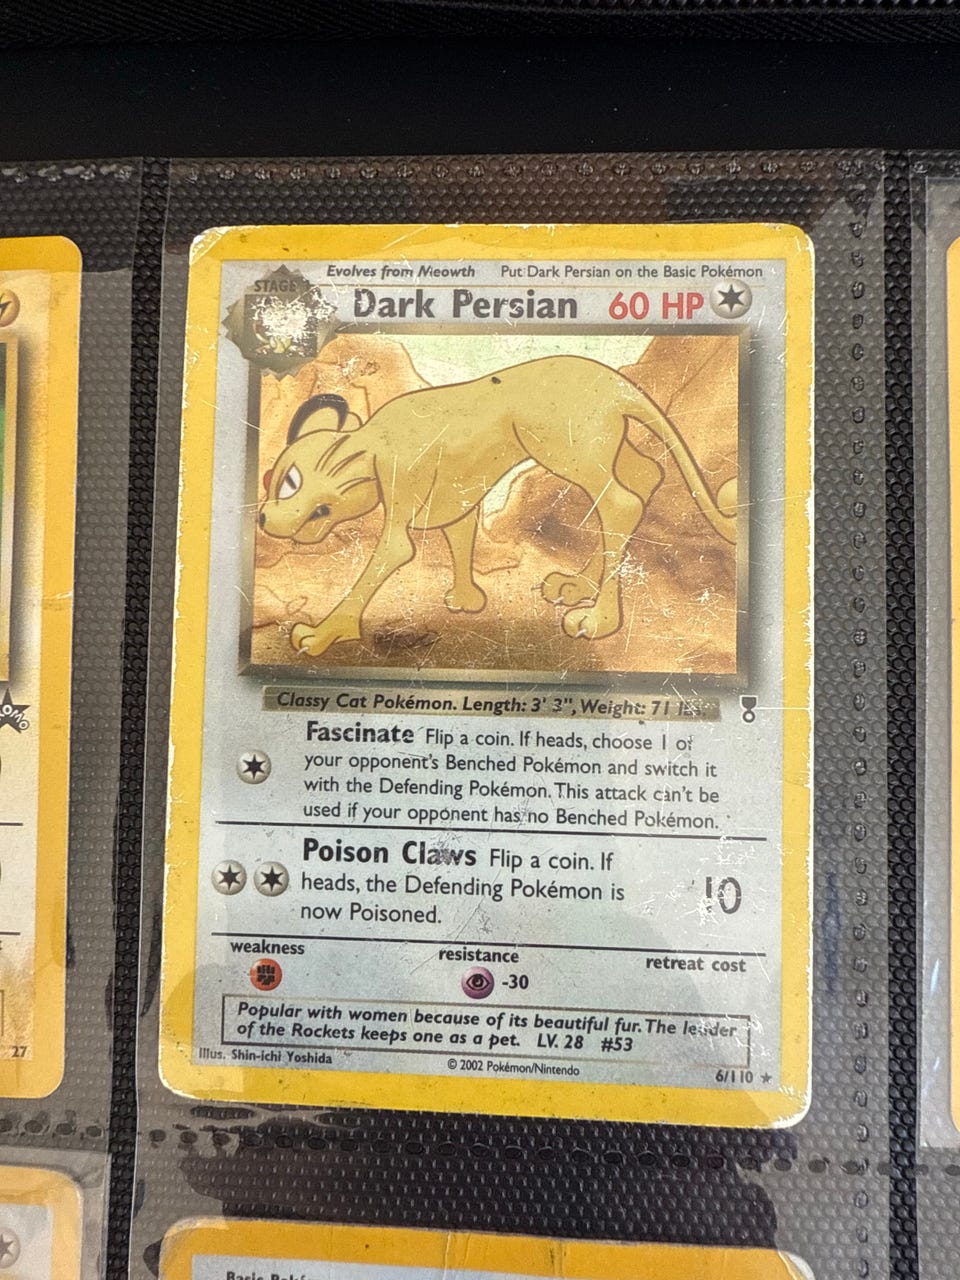 Evolves from Meowth Put Dark Persian on the Basic Pokémon
STAGE 1
Dark Persian 60 HP
Classy Cat Pokémon. Length: 3' 3", Weight: 71 lbs.
Fascinate Flip a coin. If heads, choose 1 of
your opponent's Benched Pokémon and switch it
with the Defending Pokémon. This attack can't be
used if your opponent has no Benched Pokémon.
Poison Claws Flip a coin. If
heads, the Defending Pokémon is
now Poisoned.
10
weakness resistance retreat cost
-30
Popular with women because of its beautiful fur. The leader
of the Rockets keeps one as a pet. LV. 28 #53
Illus. Shin-ichi Yoshida © 2002 Pokémon/Nintendo 6/110 ★
27